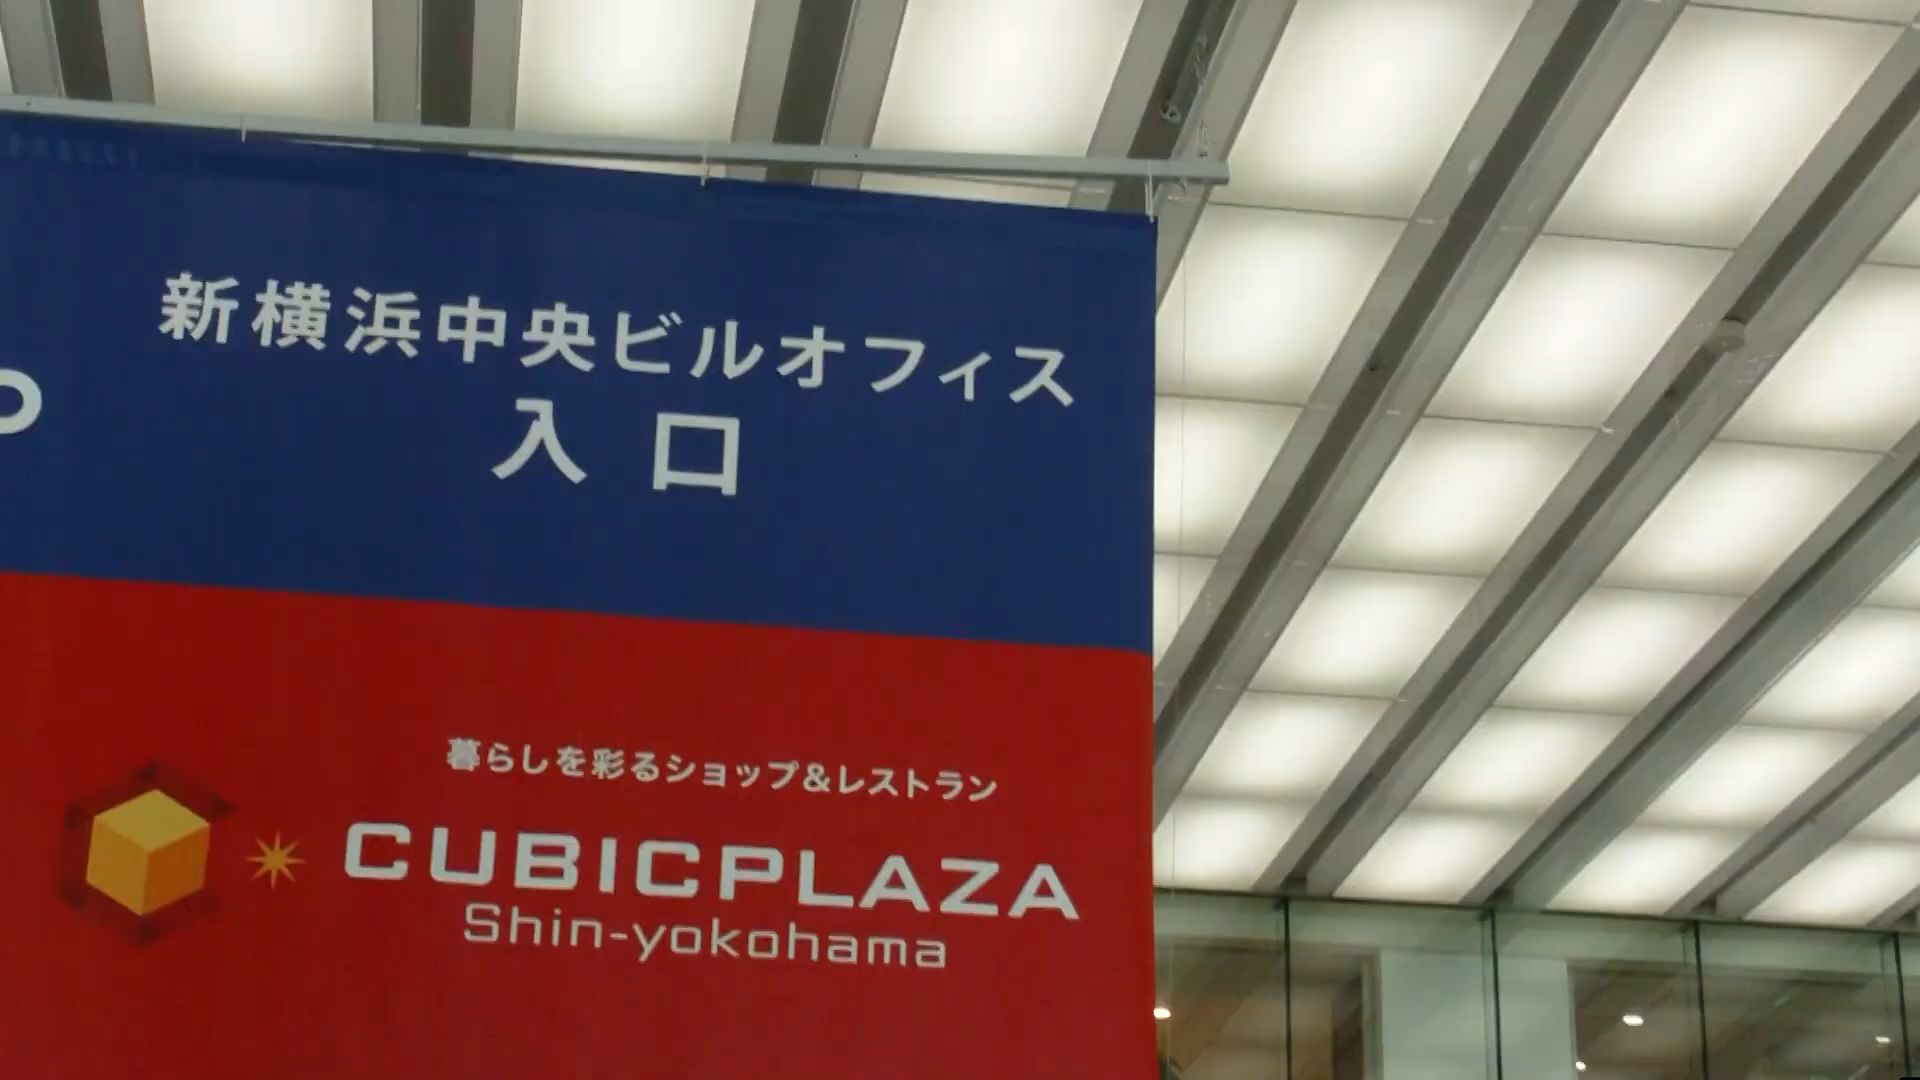 新横浜中央ビルオフィス
入口
暮らしを彩るショップ&レストラン
CUBICPLAZA
Shin-yokohama